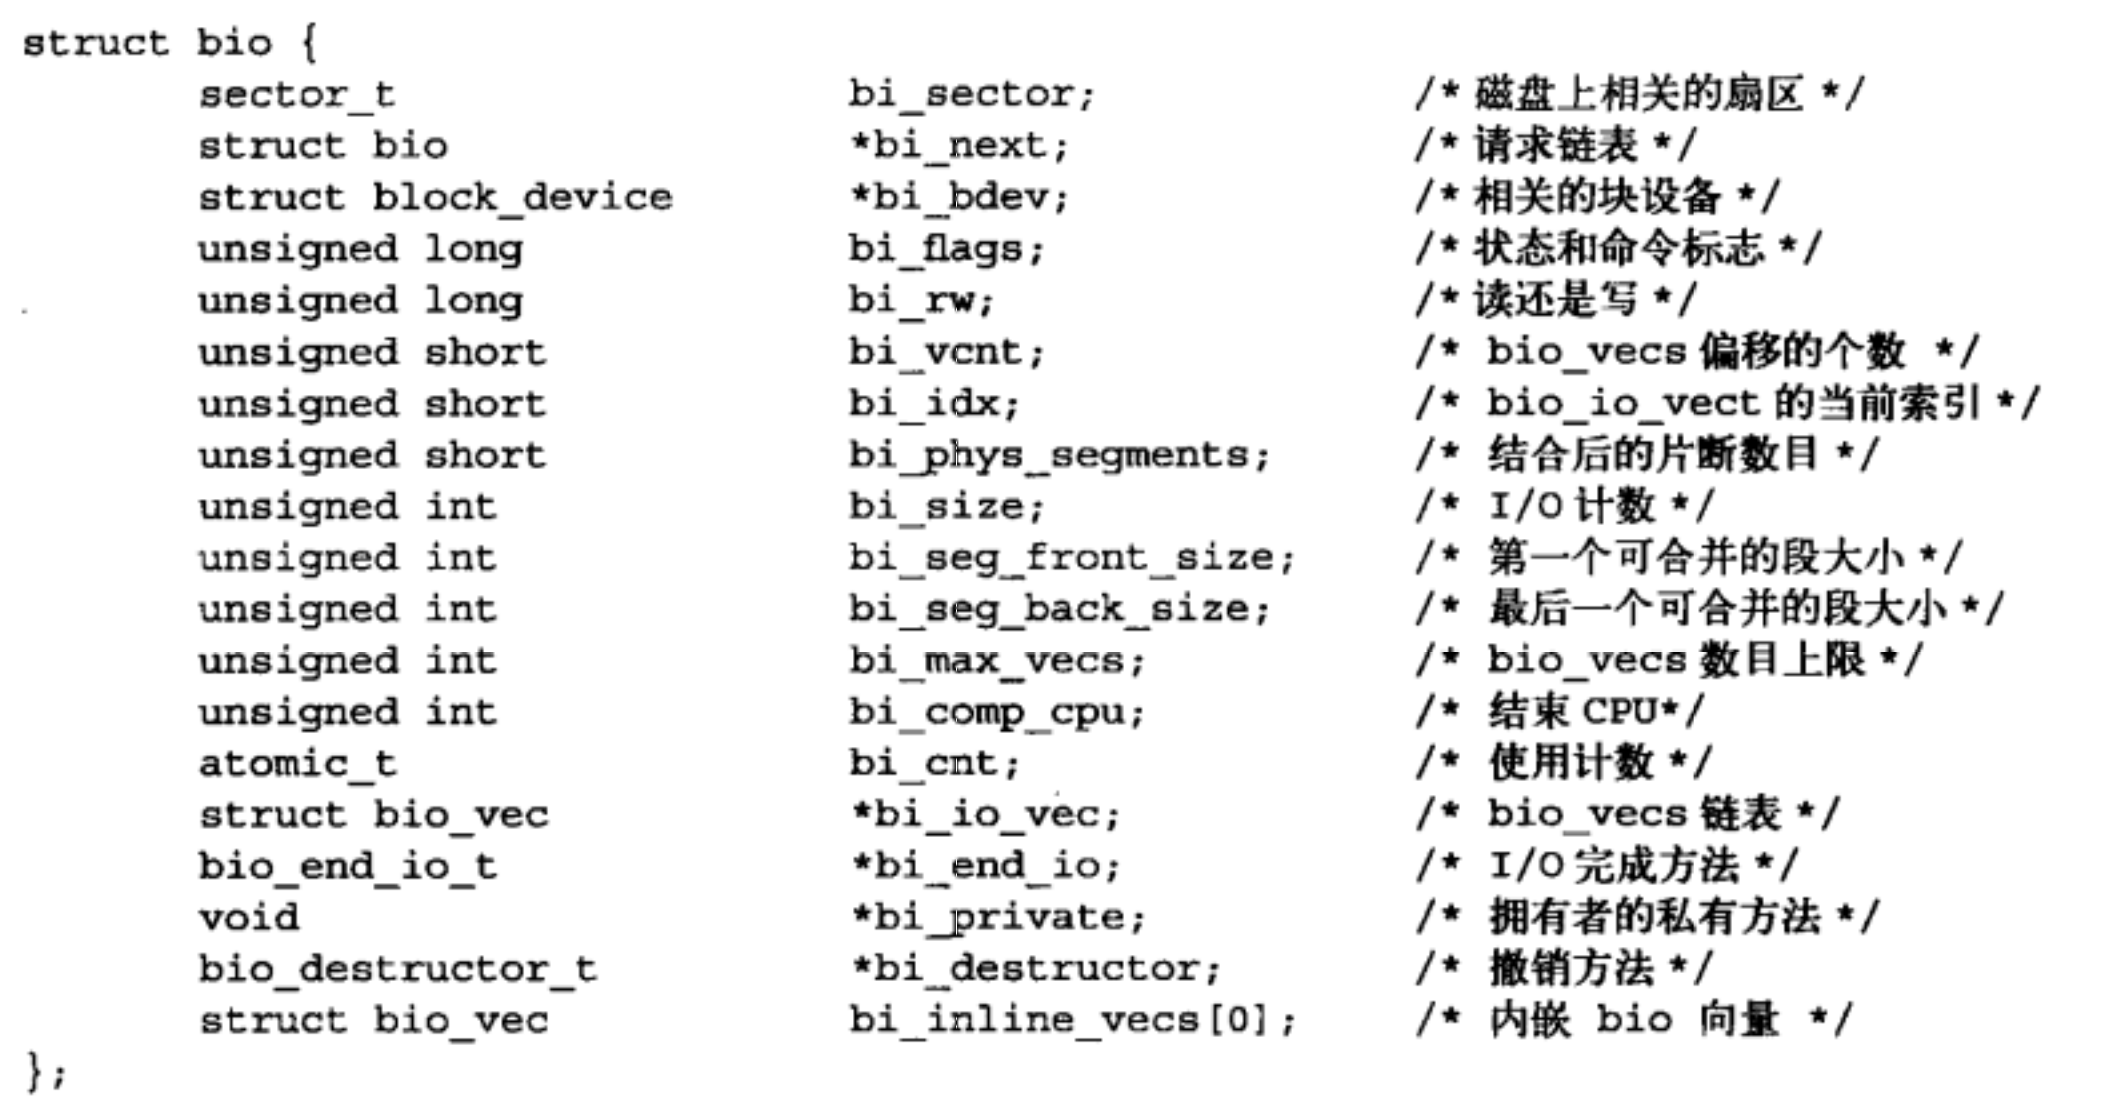 struct bio {
sector_t bi_sector; /* 磁盘上相关的扇区 */
struct bio *bi_next; /* 请求链表 */
struct block_device *bi_bdev; /* 相关的块设备 */
unsigned long bi_flags; /* 状态和命令标志 */
unsigned long bi_rw; /* 读还是写 */
unsigned short bi_vcnt; /* bio_vecs 偏移的个数 */
unsigned short bi_idx; /* bio_io_vect 的当前索引 */
unsigned short bi_phys_segments; /* 结合后的片断数目 */
unsigned int bi_size; /* I/O 计数 */
unsigned int bi_seg_front_size; /* 第一个可合并的段大小 */
unsigned int bi_seg_back_size; /* 最后一个可合并的段大小 */
unsigned int bi_max_vecs; /* bio_vecs 数目上限 */
unsigned int bi_comp_cpu; /* 结束 CPU*/
atomic_t bi_cnt; /* 使用计数 */
struct bio_vec *bi_io_vec; /* bio_vecs 链表 */
bio_end_io_t *bi_end_io; /* I/O 完成方法 */
void *bi_private; /* 拥有者的私有方法 */
bio_destructor_t *bi_destructor; /* 撤销方法 */
struct bio_vec bi_inline_vecs[0]; /* 内嵌 bio 向量 */
};